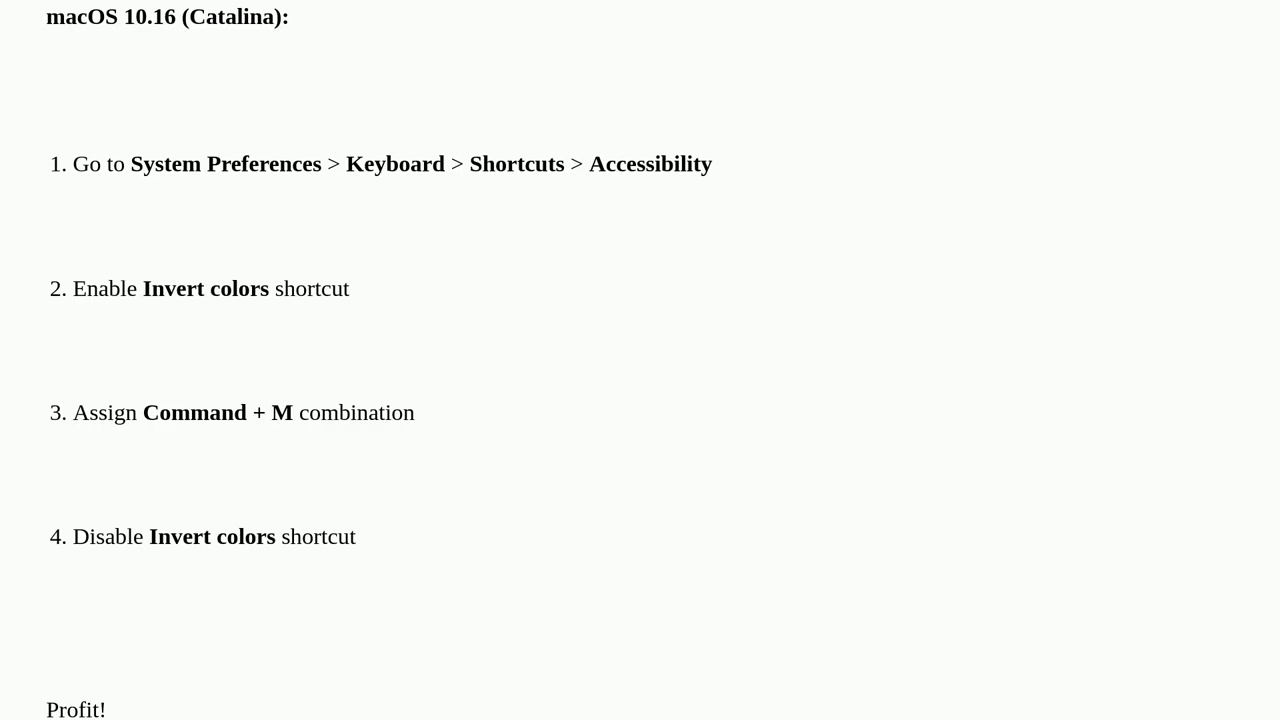 macOS 10.16 (Catalina):
1. Go to System Preferences > Keyboard > Shortcuts > Accessibility
2. Enable Invert colors shortcut
3. Assign Command + M combination
4. Disable Invert colors shortcut
Profit!